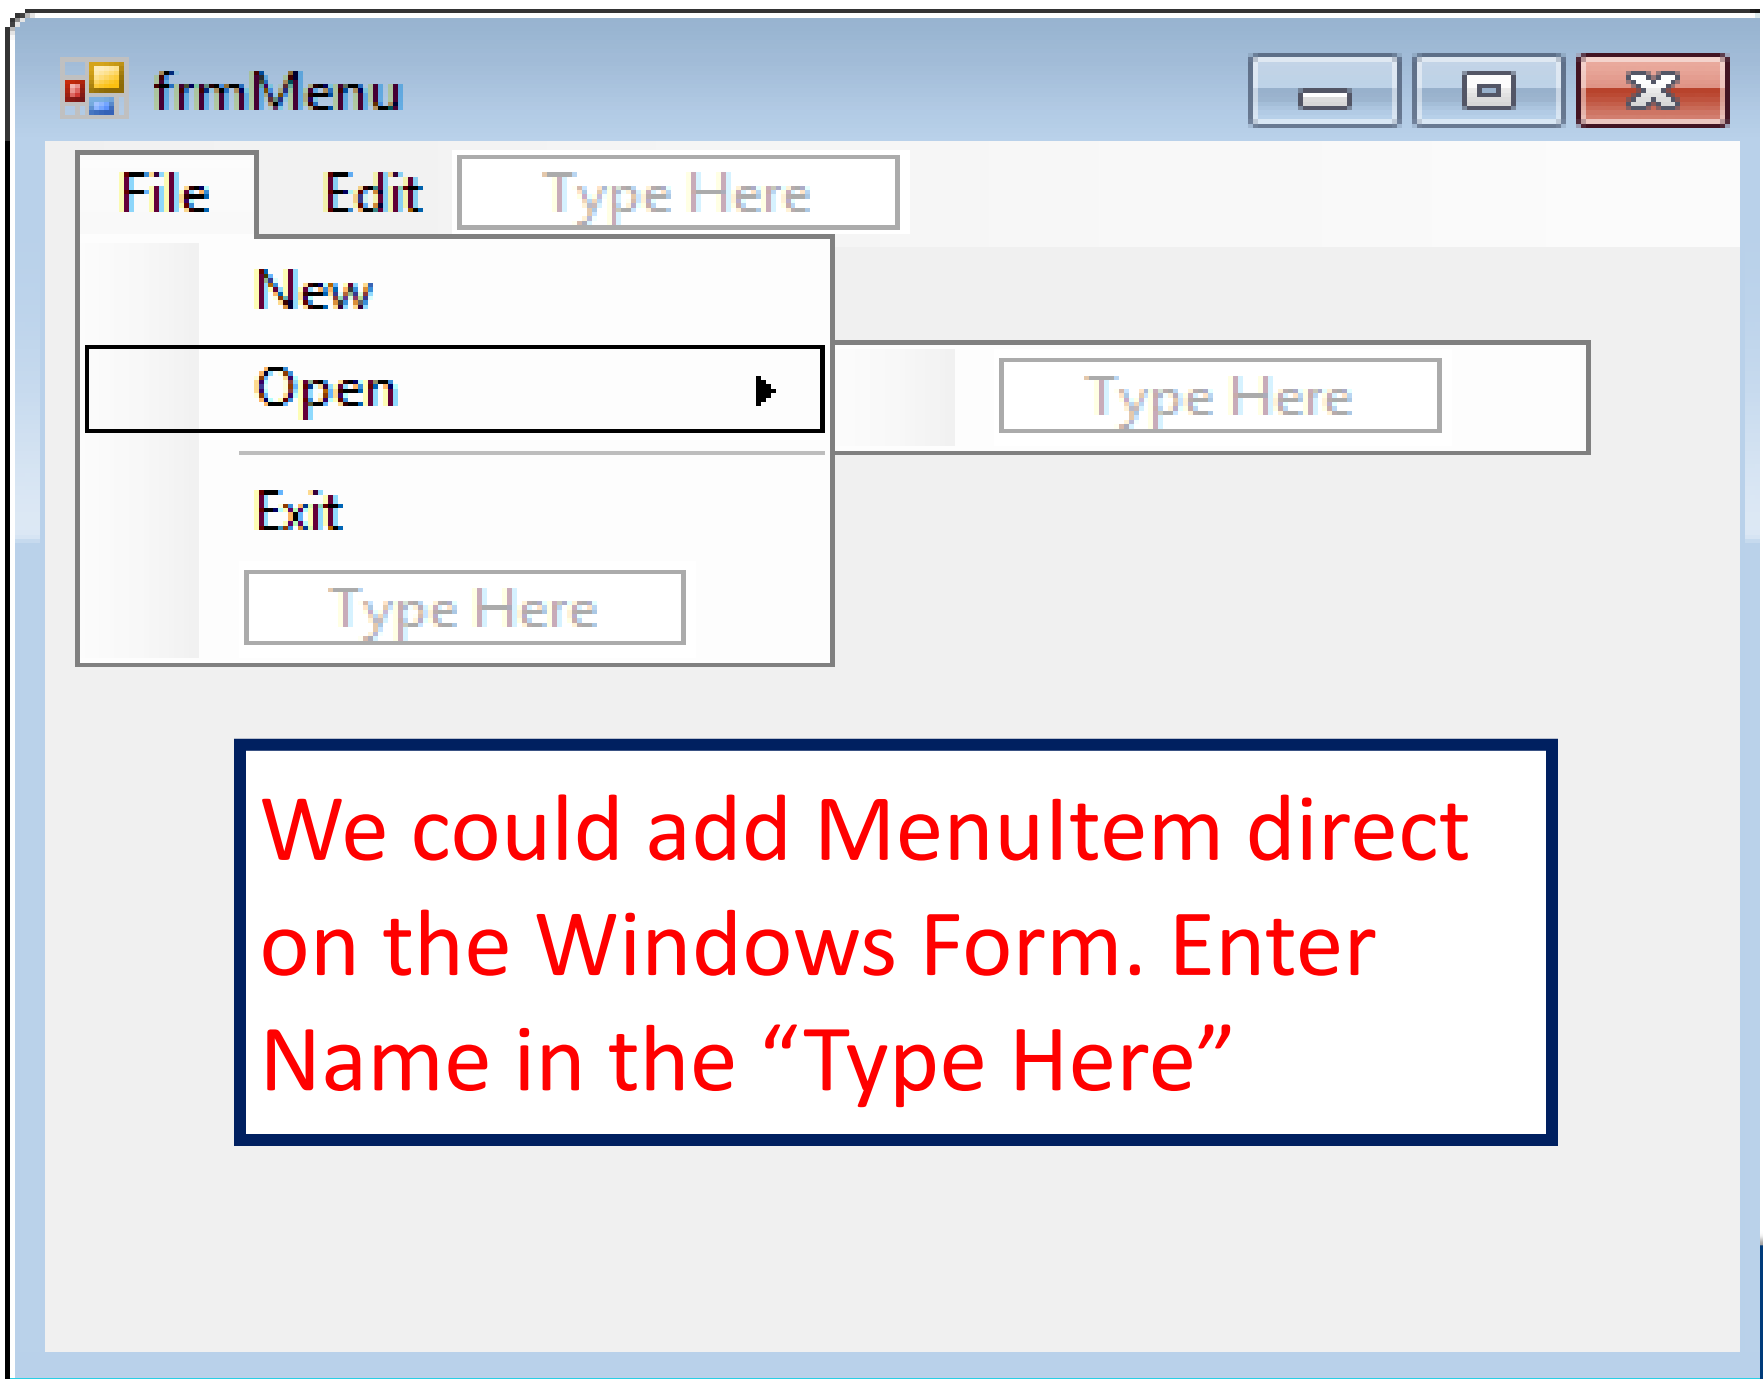 frmMenu
File Edit Type Here
New
Open Type Here
Exit
Type Here
We could add MenuItem direct
on the Windows Form. Enter
Name in the “Type Here”